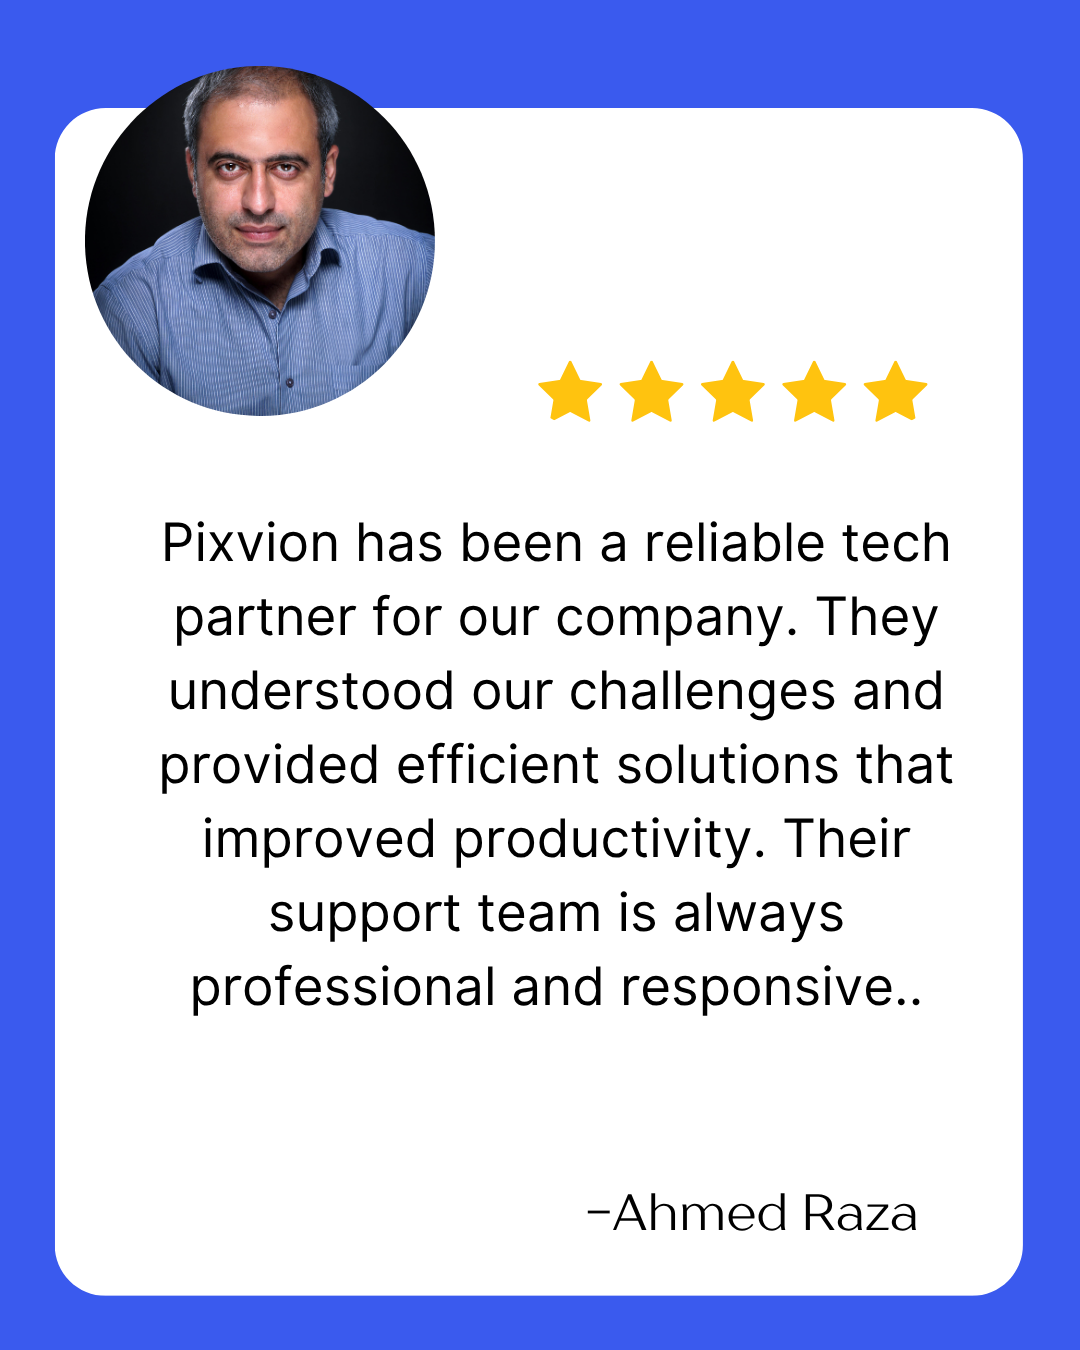 Pixvion has been a reliable tech
partner for our company. They
understood our challenges and
provided efficient solutions that
improved productivity. Their
support team is always
professional and responsive..
-Ahmed Raza